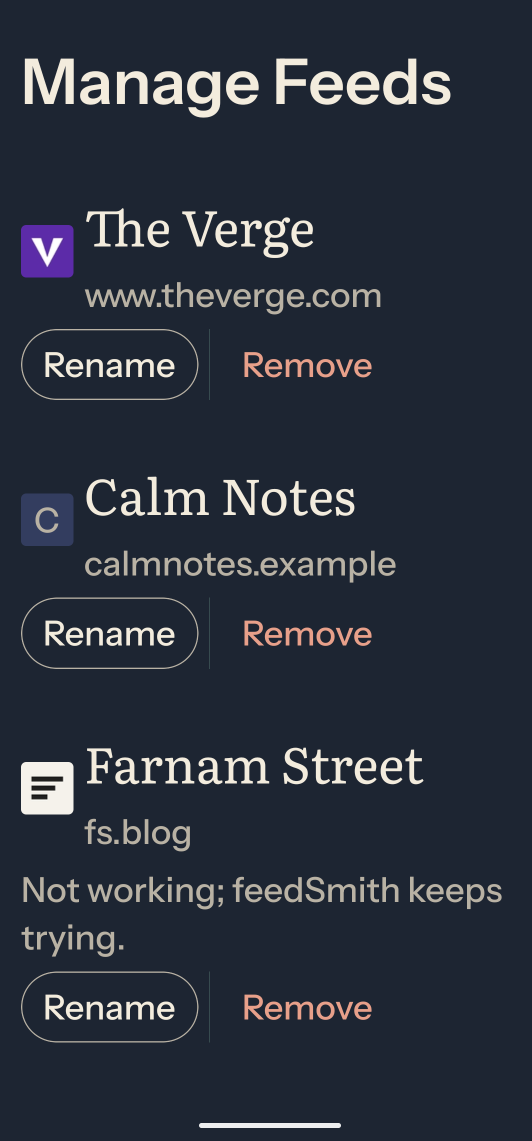 Manage Feeds
V
The Verge
www.theverge.com
Rename
Remove
C
Calm Notes
calmnotes.example
Rename
Remove
Farnam Street
fs.blog
Not working; feedSmith keeps
trying.
Rename
Remove